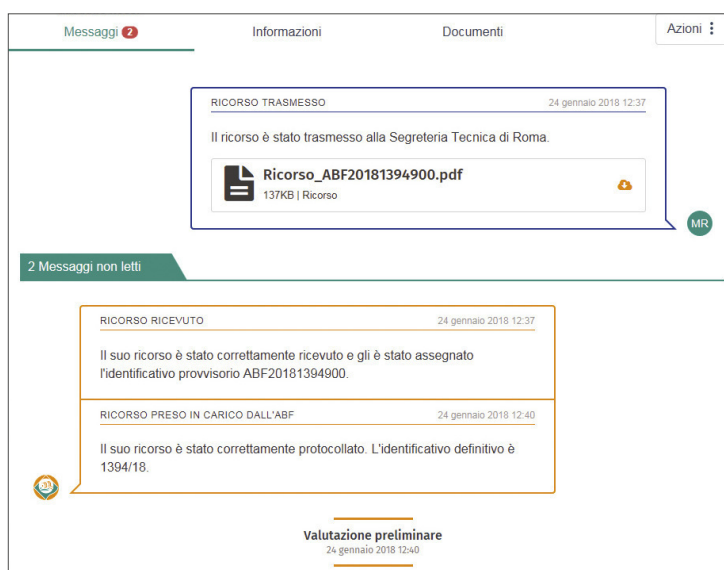 Messaggi 2
Informazioni
Documenti
Azioni
RICORSO TRASMESSO
24 gennaio 2018 12:37
Il ricorso è stato trasmesso alla Segreteria Tecnica di Roma.
Ricorso_ABF20181394900.pdf
137KB | Ricorso
MR
2 Messaggi non letti
RICORSO RICEVUTO
24 gennaio 2018 12:37
Il suo ricorso è stato correttamente ricevuto e gli è stato assegnato
l'identificativo provvisorio ABF20181394900.
RICORSO PRESO IN CARICO DALL'ABF
24 gennaio 2018 12:40
Il suo ricorso è stato correttamente protocollato. L'identificativo definitivo è
1394/18.
Valutazione preliminare
24 gennaio 2018 12:40